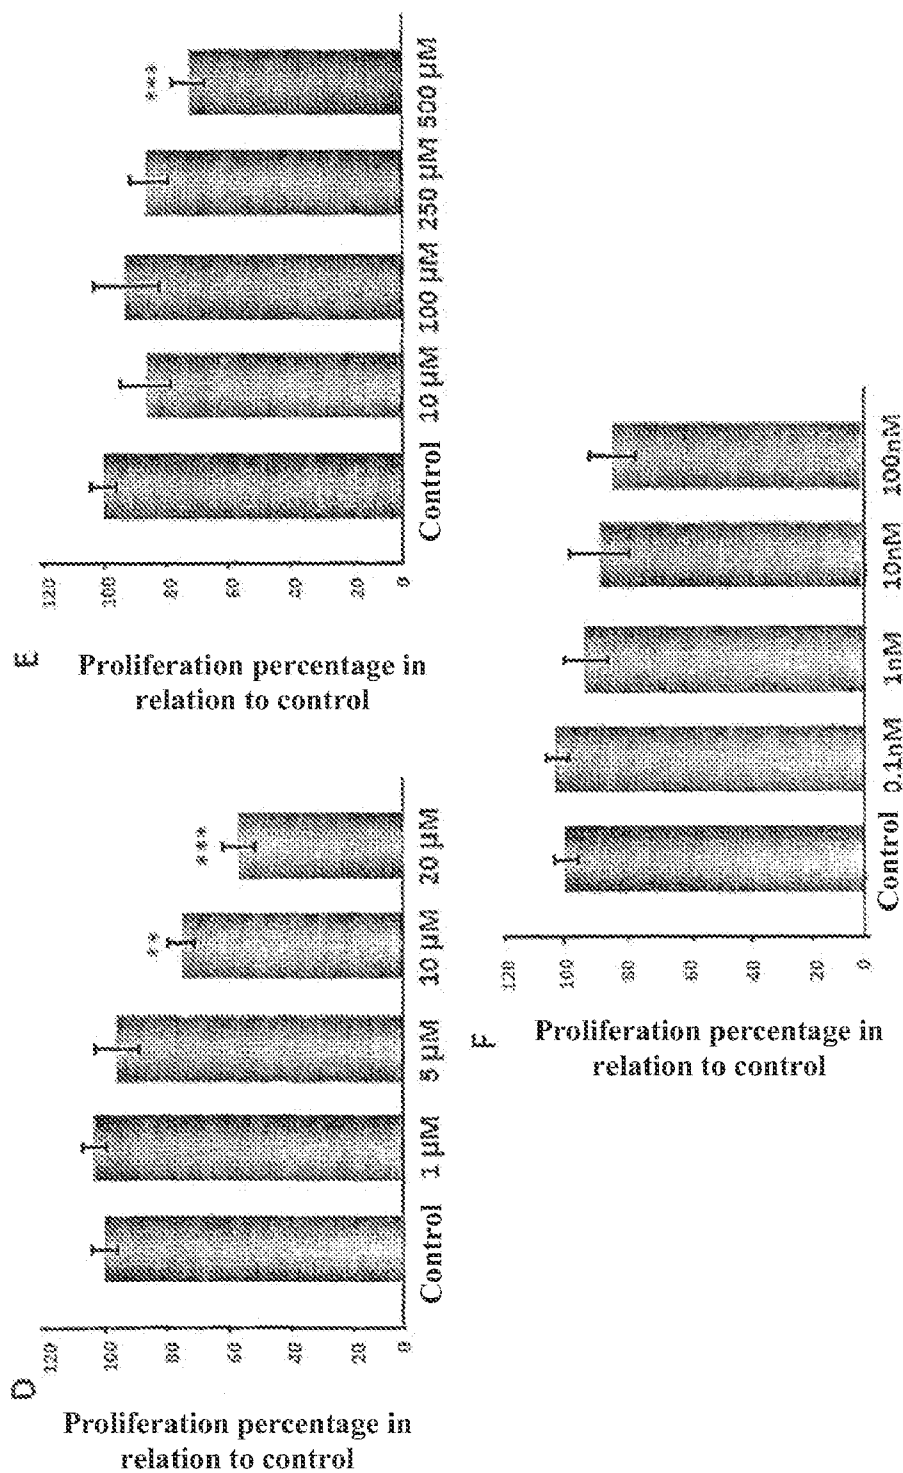 D
Proliferation percentage in
relation to control
120
100
80
60
40
20
0
Control
1 µM
5 µM
10 µM
20 µM
**
***
E
Proliferation percentage in
relation to control
120
100
80
60
40
20
0
Control
10 µM
100 µM
250 µM
500 µM
***
F
Proliferation percentage in
relation to control
120
100
80
60
40
20
0
Control
0.1nM
1nM
10nM
100nM